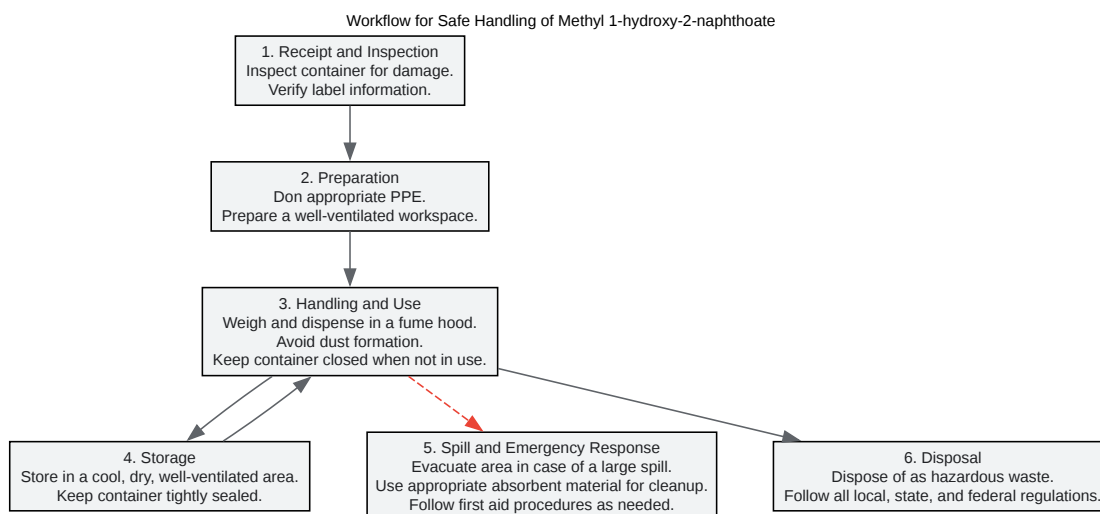 Workflow for Safe Handling of Methyl 1-hydroxy-2-naphthoate
1. Receipt and Inspection
Inspect container for damage.
Verify label information.
2. Preparation
Don appropriate PPE.
Prepare a well-ventilated workspace.
3. Handling and Use
Weigh and dispense in a fume hood.
Avoid dust formation.
Keep container closed when not in use.
4. Storage
Store in a cool, dry, well-ventilated area.
Keep container tightly sealed.
5. Spill and Emergency Response
Evacuate area in case of a large spill.
Use appropriate absorbent material for cleanup.
Follow first aid procedures as needed.
6. Disposal
Dispose of as hazardous waste.
Follow all local, state, and federal regulations.